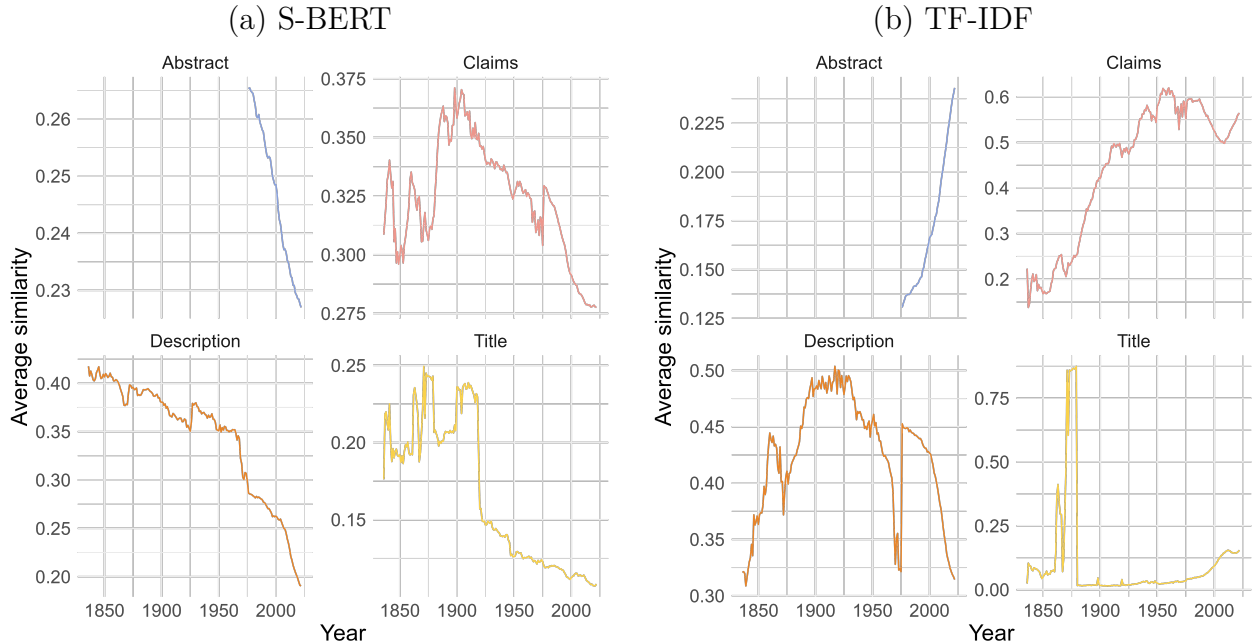 (a) S-BERT
Abstract
Claims
0.26
0.25
0.24
0.23
0.375
0.350
0.325
0.300
0.275
Description
Title
0.40
0.35
0.30
0.25
0.20
0.25
0.20
0.15
1850 1900 1950 2000
1850 1900 1950 2000
Average similarity
Year
(b) TF-IDF
Abstract
Claims
0.225
0.200
0.175
0.150
0.125
0.6
0.5
0.4
0.3
0.2
Description
Title
0.50
0.45
0.40
0.35
0.30
0.75
0.50
0.25
0.00
1850 1900 1950 2000
1850 1900 1950 2000
Average similarity
Year